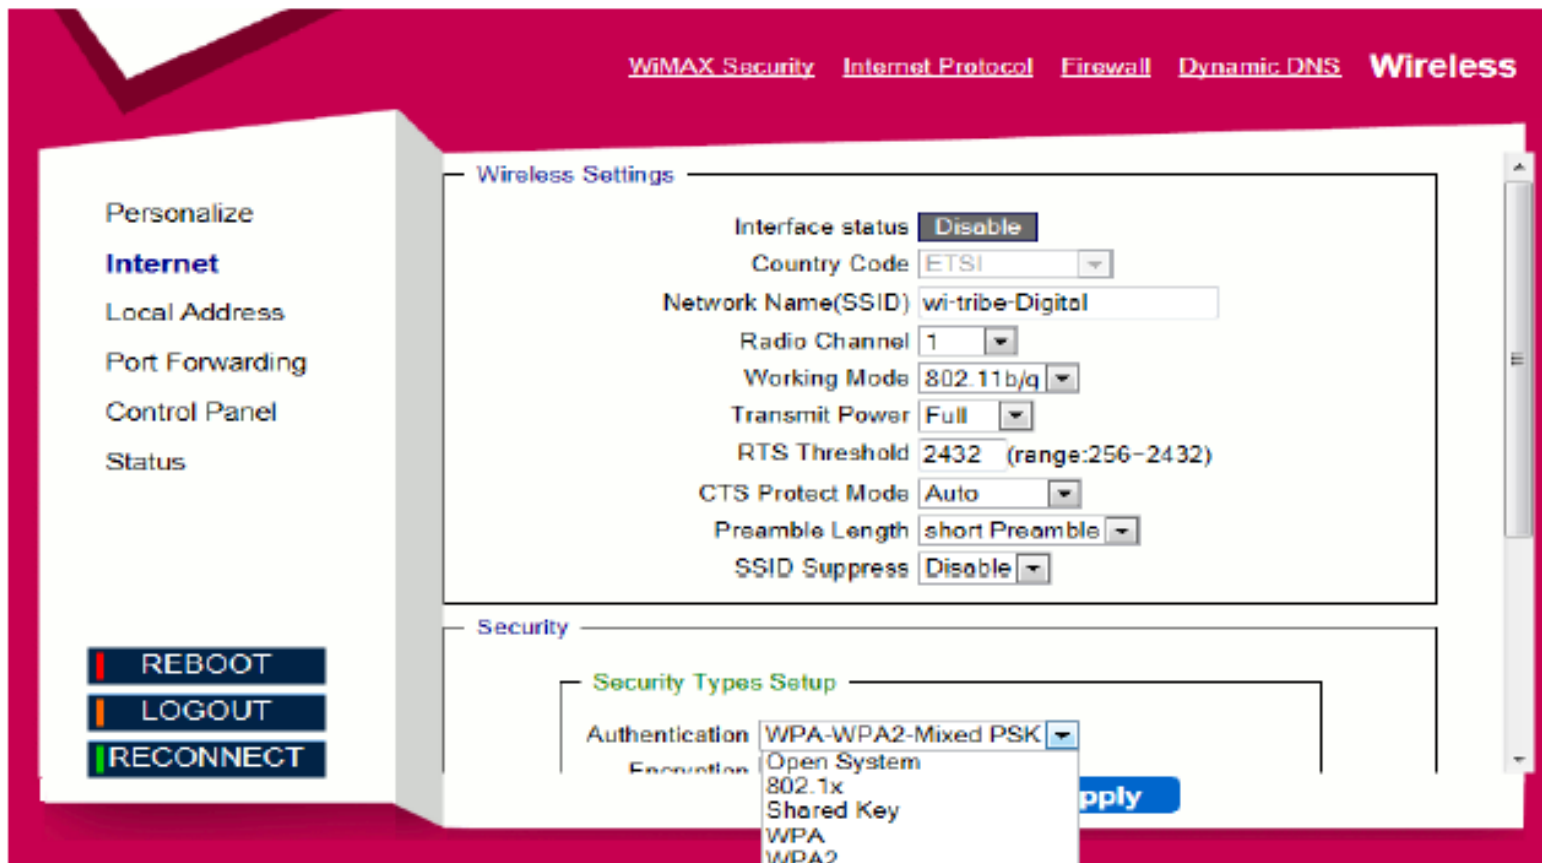 WiMAX Security Internet Protocol Firewall Dynamic DNS Wireless
Personalize
Internet
Local Address
Port Forwarding
Control Panel
Status
REBOOT
LOGOUT
RECONNECT
Wireless Settings
Interface status Disable
Country Code ETSI
Network Name(SSID) wi-tribe-Digital
Radio Channel 1
Working Mode 802.11b/g
Transmit Power Full
RTS Threshold 2432 (range:256-2432)
CTS Protect Mode Auto
Preamble Length short Preamble
SSID Suppress Disable
Security
Security Types Setup
Authentication WPA-WPA2-Mixed PSK
Encryption
Open System
802.1x
Shared Key
WPA
WPA2
pply